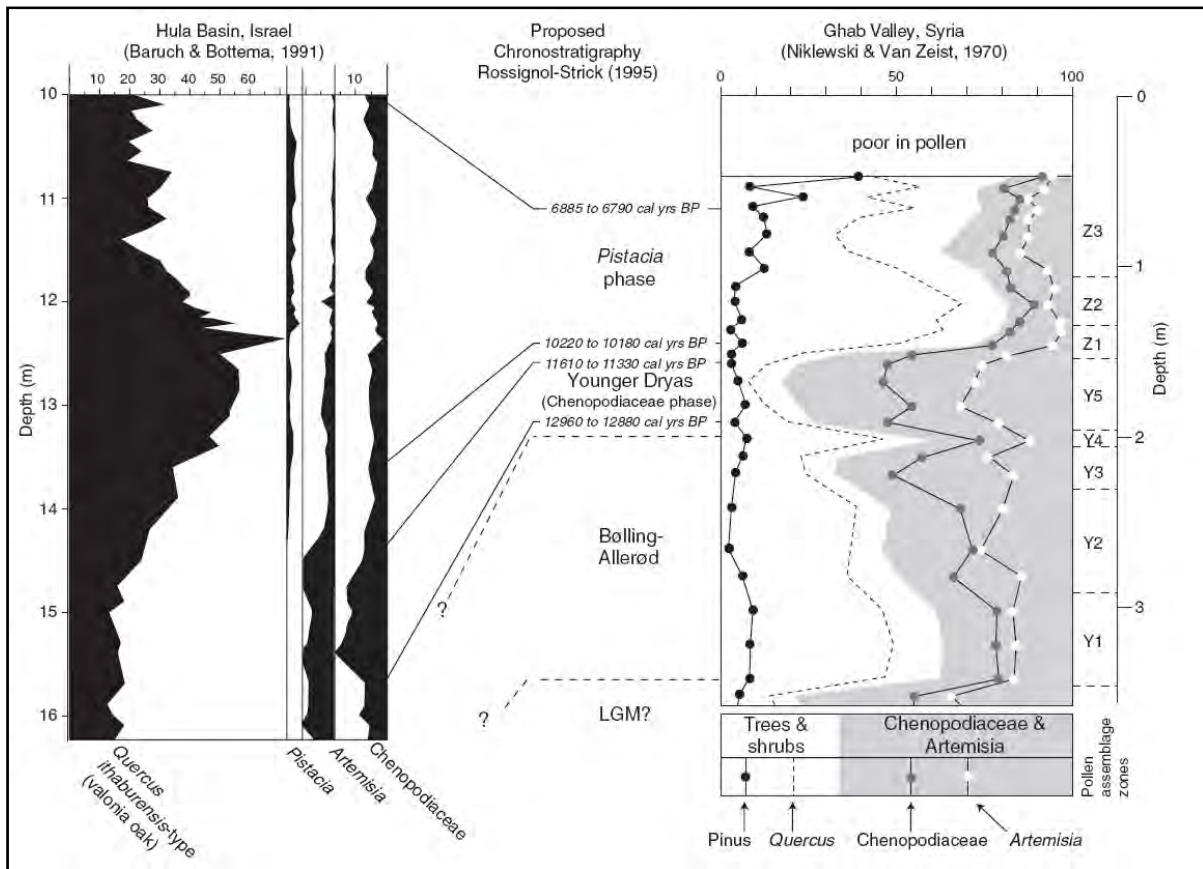 Hula Basin, Israel
(Baruch & Bottema, 1991)
Proposed
Chronostratigraphy
Rossignol-Strick (1995)
Ghab Valley, Syria
(Niklewski & Van Zeist, 1970)
10 20 30 40 50 60
10
0 50 100
10
11
12
13
14
15
16
Depth (m)
6885 to 6790 cal yrs BP
Pistacia
phase
10220 to 10180 cal yrs BP
11610 to 11330 cal yrs BP
Younger Dryas
(Chenopodiaceae phase)
12960 to 12880 cal yrs BP
?
Bølling-
Allerød
?
LGM?
poor in pollen
Z3
Z2
Z1
Y5
Y4
Y3
Y2
Y1
0
1
2
3
Depth (m)
Quercus
ithaburensis-type
(valonia oak)
Pistacia
Artemisia
Chenopodiaceae
Trees &
shrubs
Chenopodiaceae &
Artemisia
Pollen
assemblage
zones
Pinus
Quercus
Chenopodiaceae
Artemisia